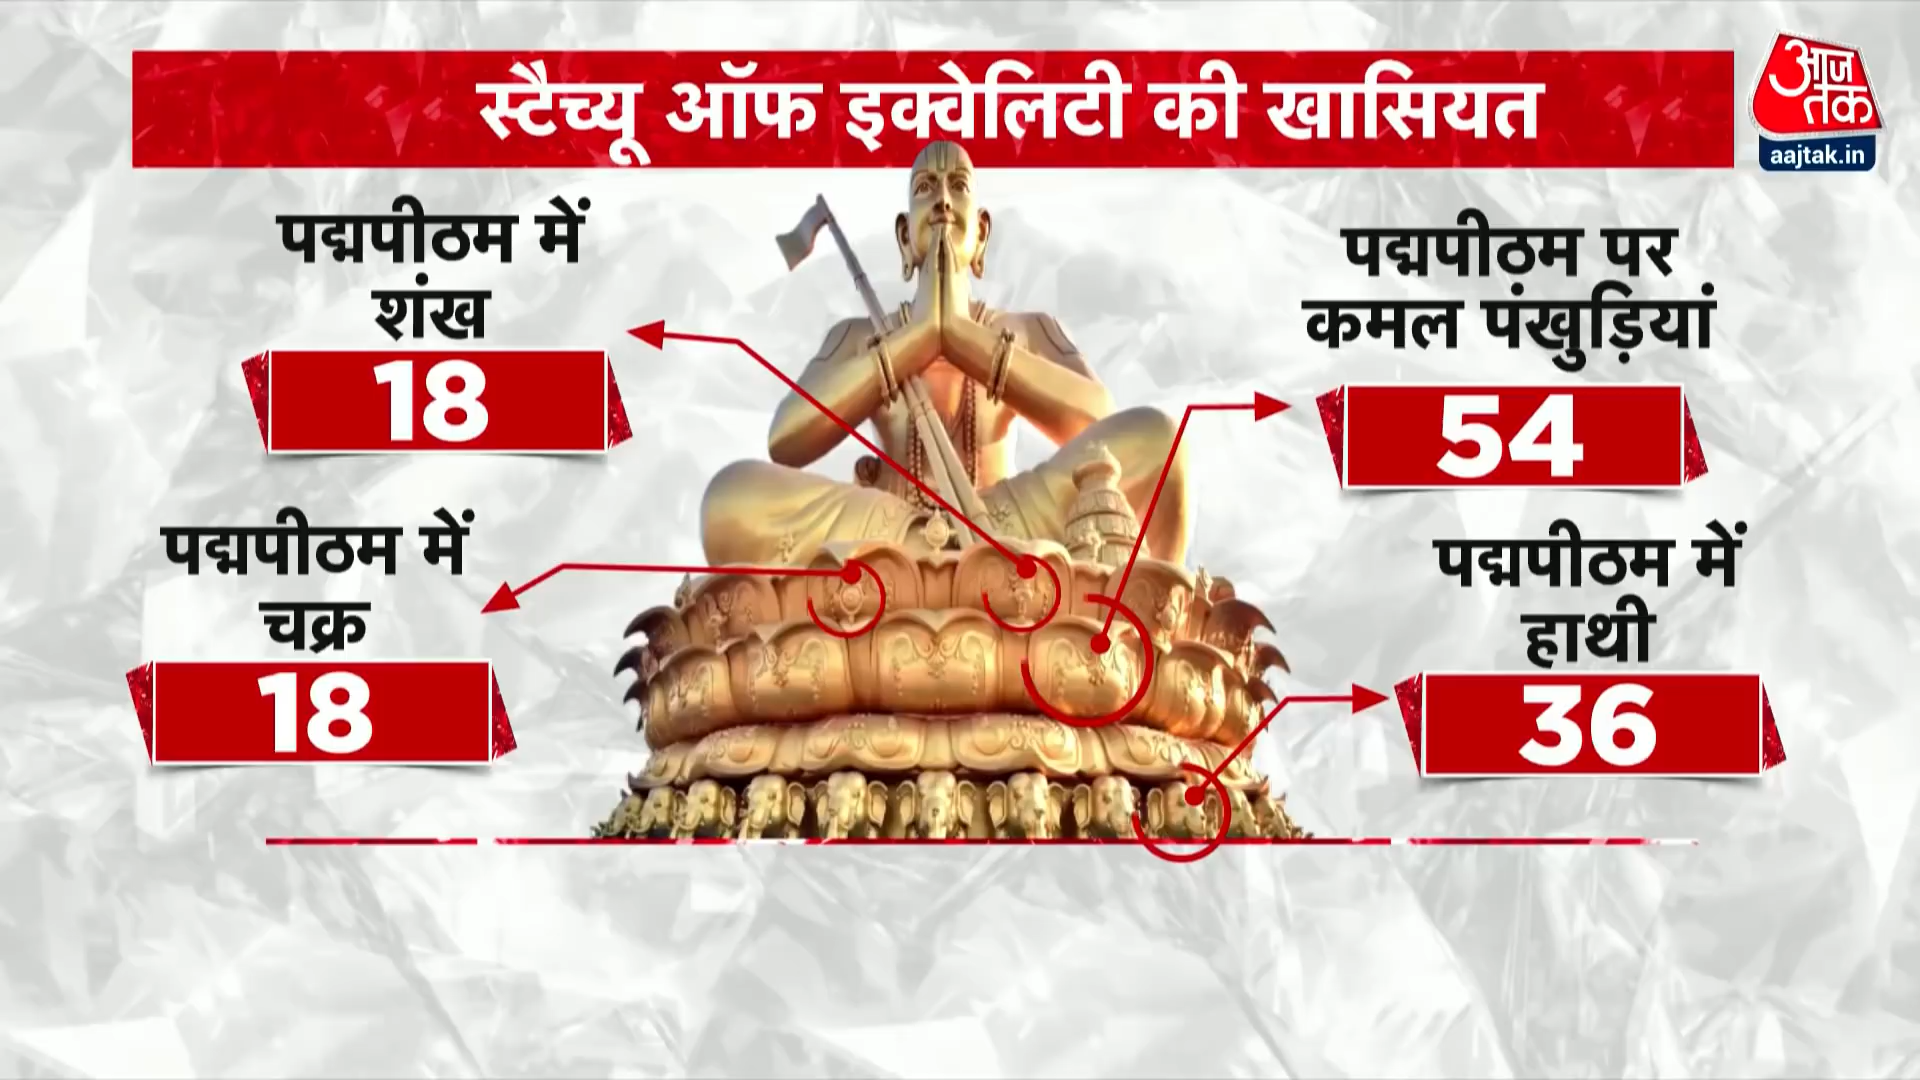 स्टैच्यू ऑफ इक्वेलिटी की खासियत
आज
तक
aajtak.in
पद्मपीठम में
शंख
18
पद्मपीठम पर
कमल पंखुड़ियां
54
पद्मपीठम में
चक्र
18
पद्मपीठम में
हाथी
36